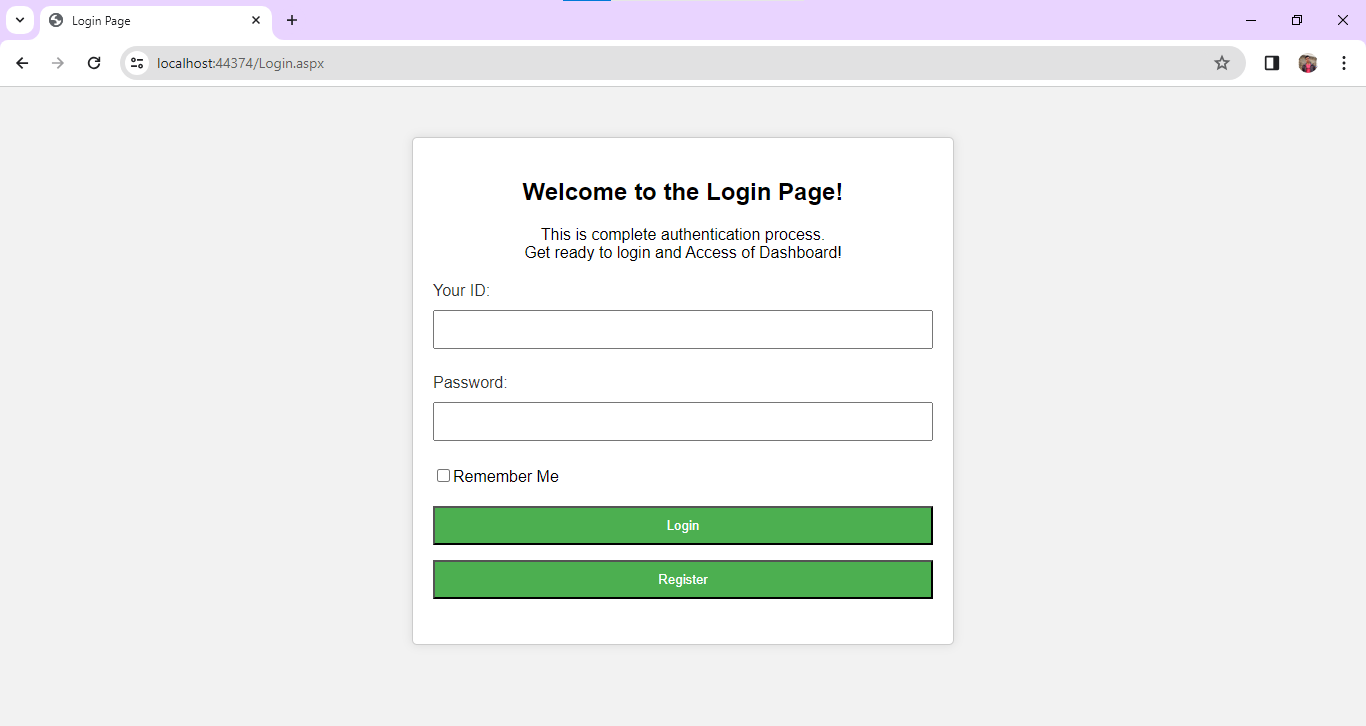 Login Page
localhost:44374/Login.aspx
Welcome to the Login Page!
This is complete authentication process.
Get ready to login and Access of Dashboard!
Your ID:
Password:
Remember Me
Login
Register